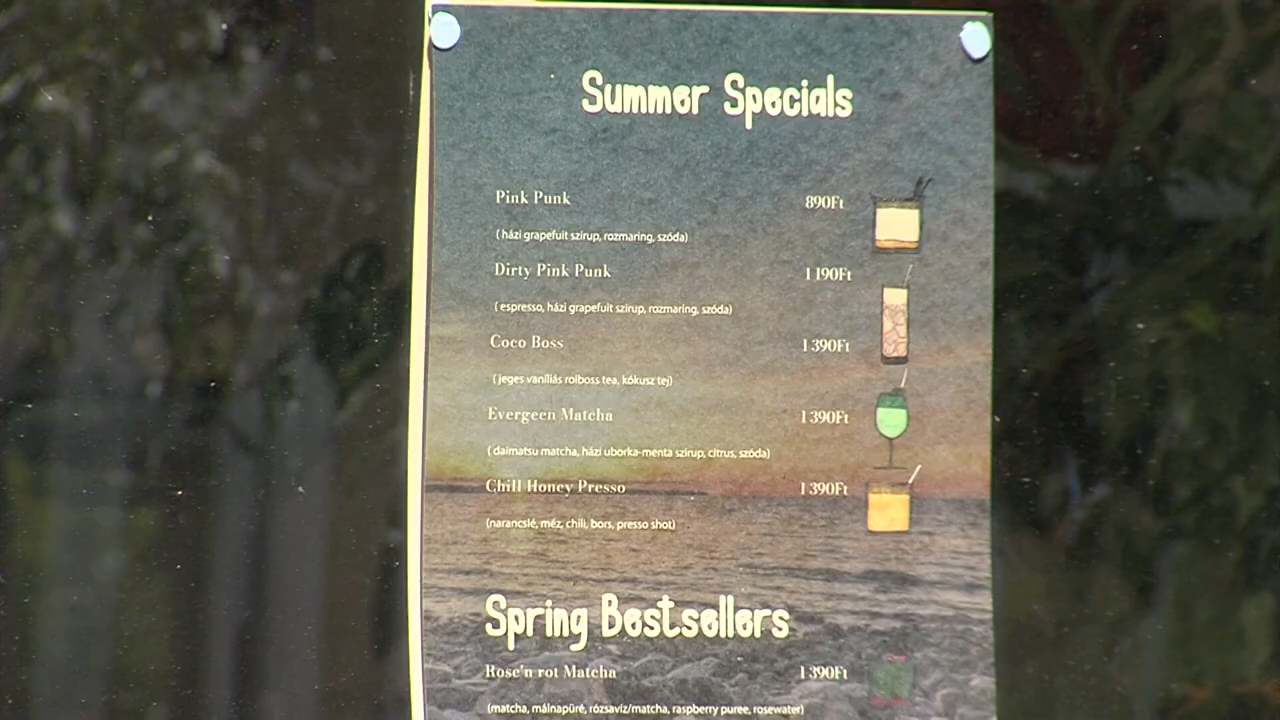 Summer Specials
Pink Punk 890Ft
( házi grapefuit szirup, rozmaring, szóda)
Dirty Pink Punk 1 190Ft
( espresso, házi grapefuit szirup, rozmaring, szóda)
Coco Boss 1 390Ft
( jeges vaníliás roiboss tea, kókusz tej)
Evergeen Matcha 1 390Ft
( daimatsu matcha, házi uborka-menta szirup, citrus, szóda)
Chill Honey Presso 1 390Ft
(narancslé, méz, chili, bors, presso shot)
Spring Bestsellers
Rose'n rot Matcha 1 390Ft
(matcha, málnapüré, rózsavíz/matcha, raspberry puree, rosewater)